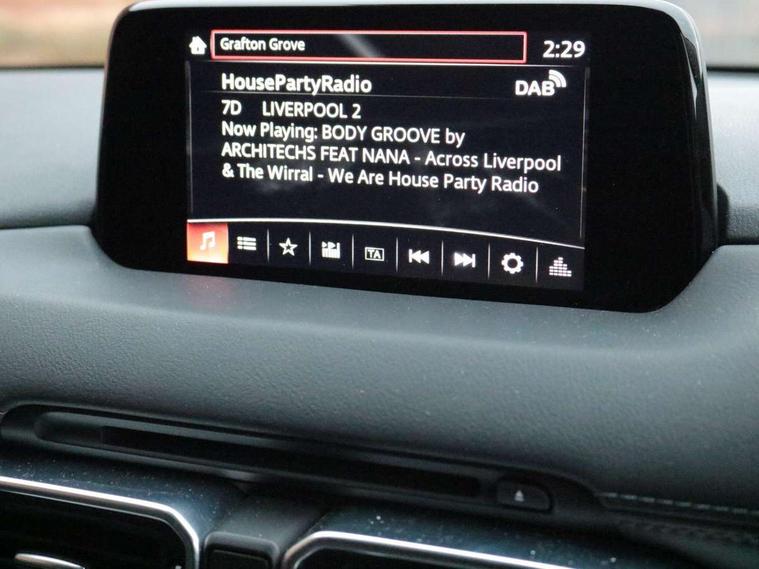 Grafton Grove
2:29
HousePartyRadio
DAB
7D LIVERPOOL 2
Now Playing: BODY GROOVE by
ARCHITECHS FEAT NANA - Across Liverpool
& The Wirral - We Are House Party Radio
TA